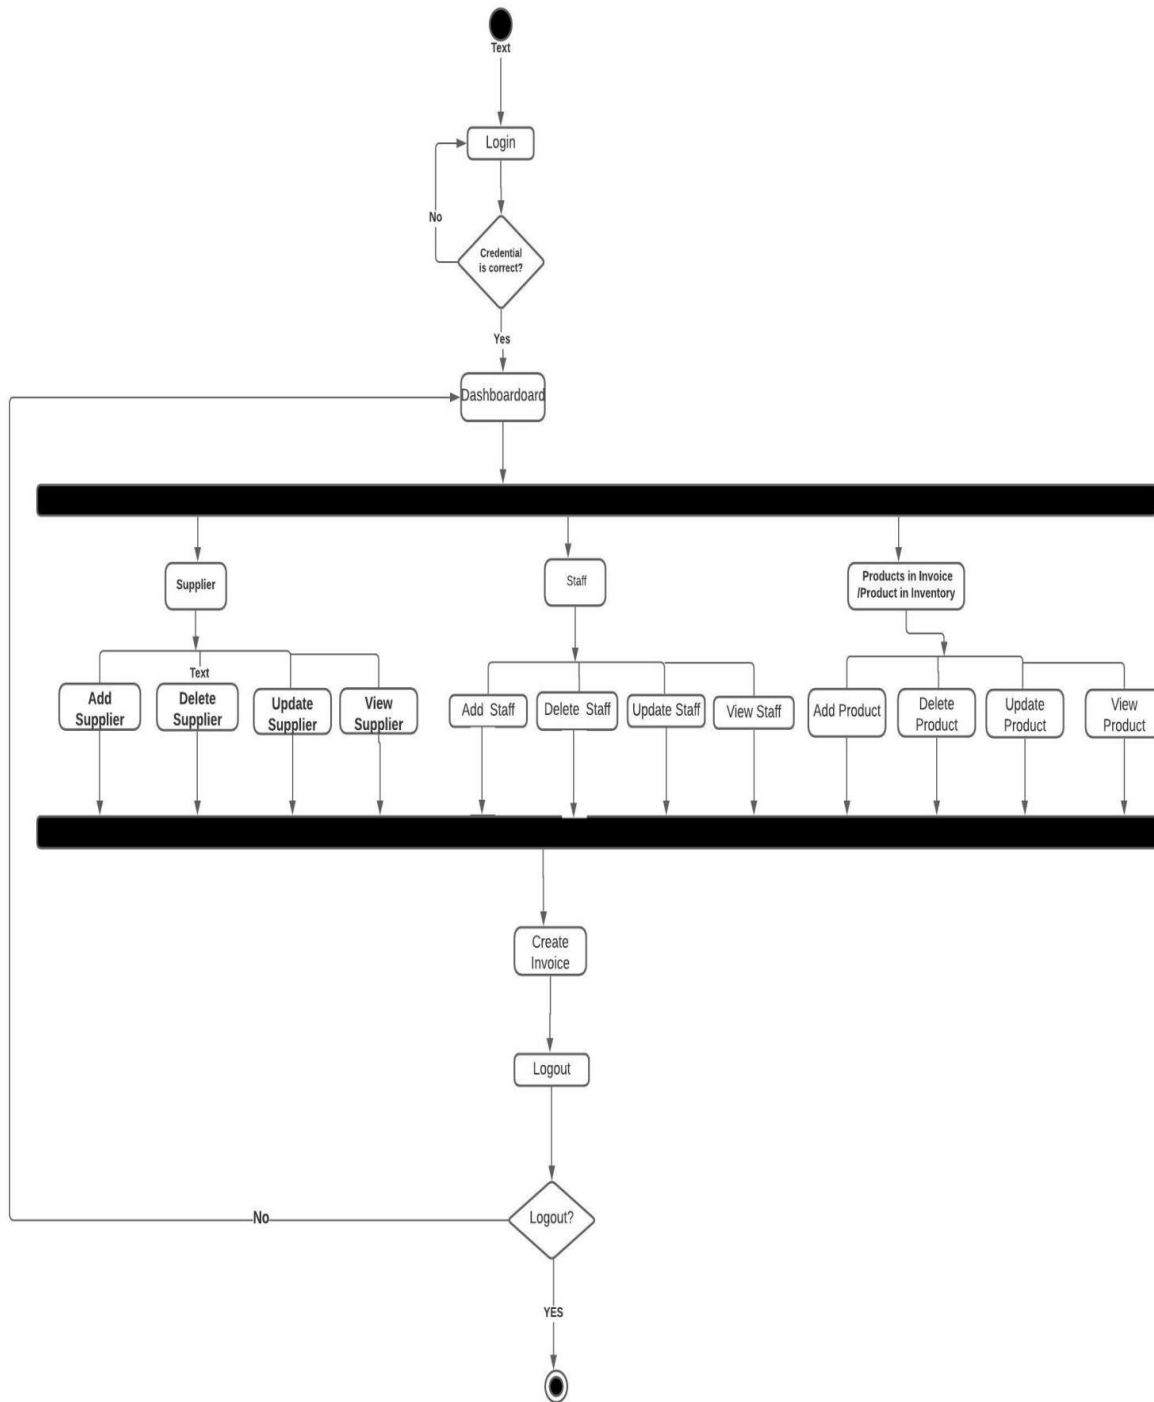 Text
Login
No
Credential
is correct?
Yes
Dashboardoard
Supplier
Staff
Products in Invoice
/Product in Inventory
Text
Add
Supplier
Delete
Supplier
Update
Supplier
View
Supplier
Add Staff
Delete Staff
Update Staff
View Staff
Add Product
Delete
Product
Update
Product
View
Product
Create
Invoice
Logout
Logout?
No
YES